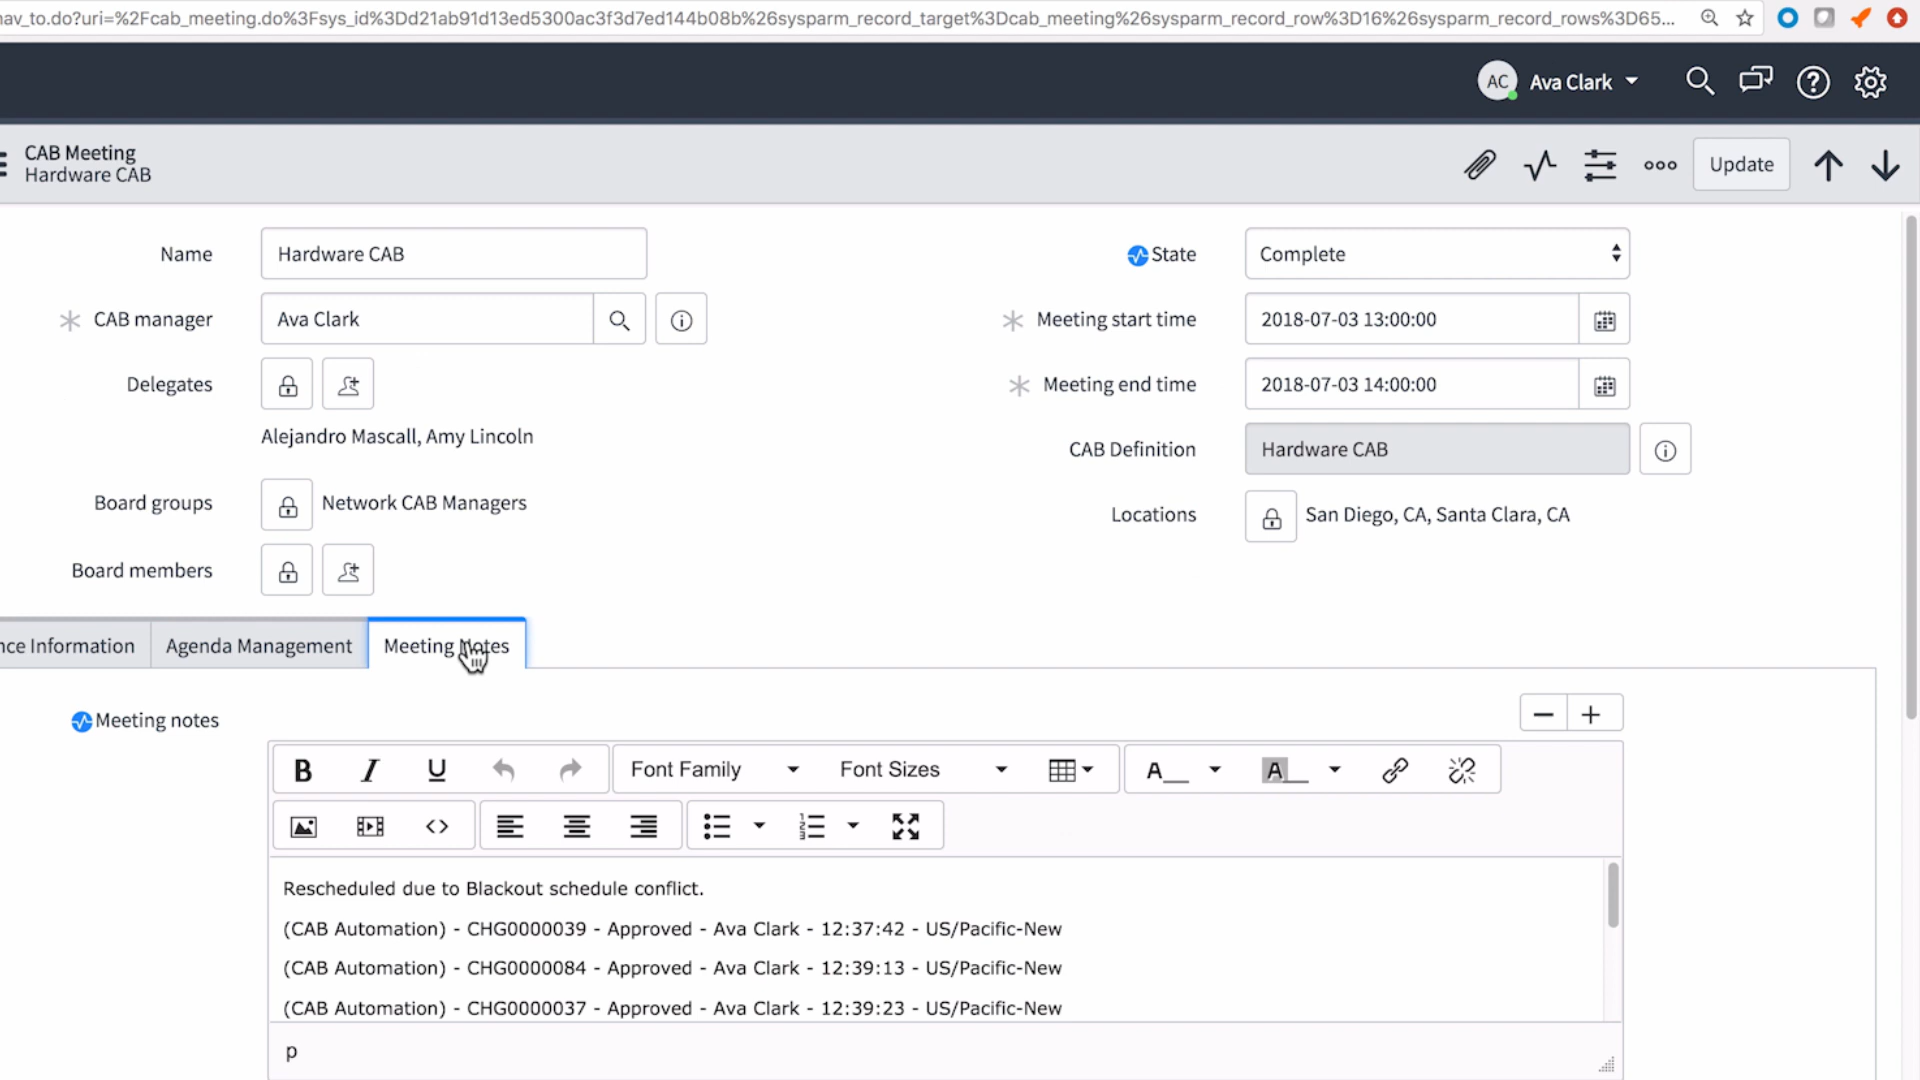 nav_to.do?uri=%2Fcab_meeting.do%3Fsys_id%3Dd21ab91d13ed5300ac3f3d7ed144b08b%26sysparm_record_target%3Dcab_meeting%26sysparm_record_row%3D16%26sysparm_record_rows%3D65...
AC Ava Clark
CAB Meeting
Hardware CAB
Update
Name Hardware CAB
State Complete
CAB manager Ava Clark
Meeting start time 2018-07-03 13:00:00
Delegates
Meeting end time 2018-07-03 14:00:00
Alejandro Mascall, Amy Lincoln
CAB Definition Hardware CAB
Board groups Network CAB Managers
Locations San Diego, CA, Santa Clara, CA
Board members
nce Information Agenda Management Meeting Notes
Meeting notes
B I U Font Family Font Sizes A A
Rescheduled due to Blackout schedule conflict.
(CAB Automation) - CHG0000039 - Approved - Ava Clark - 12:37:42 - US/Pacific-New
(CAB Automation) - CHG0000084 - Approved - Ava Clark - 12:39:13 - US/Pacific-New
(CAB Automation) - CHG0000037 - Approved - Ava Clark - 12:39:23 - US/Pacific-New
p